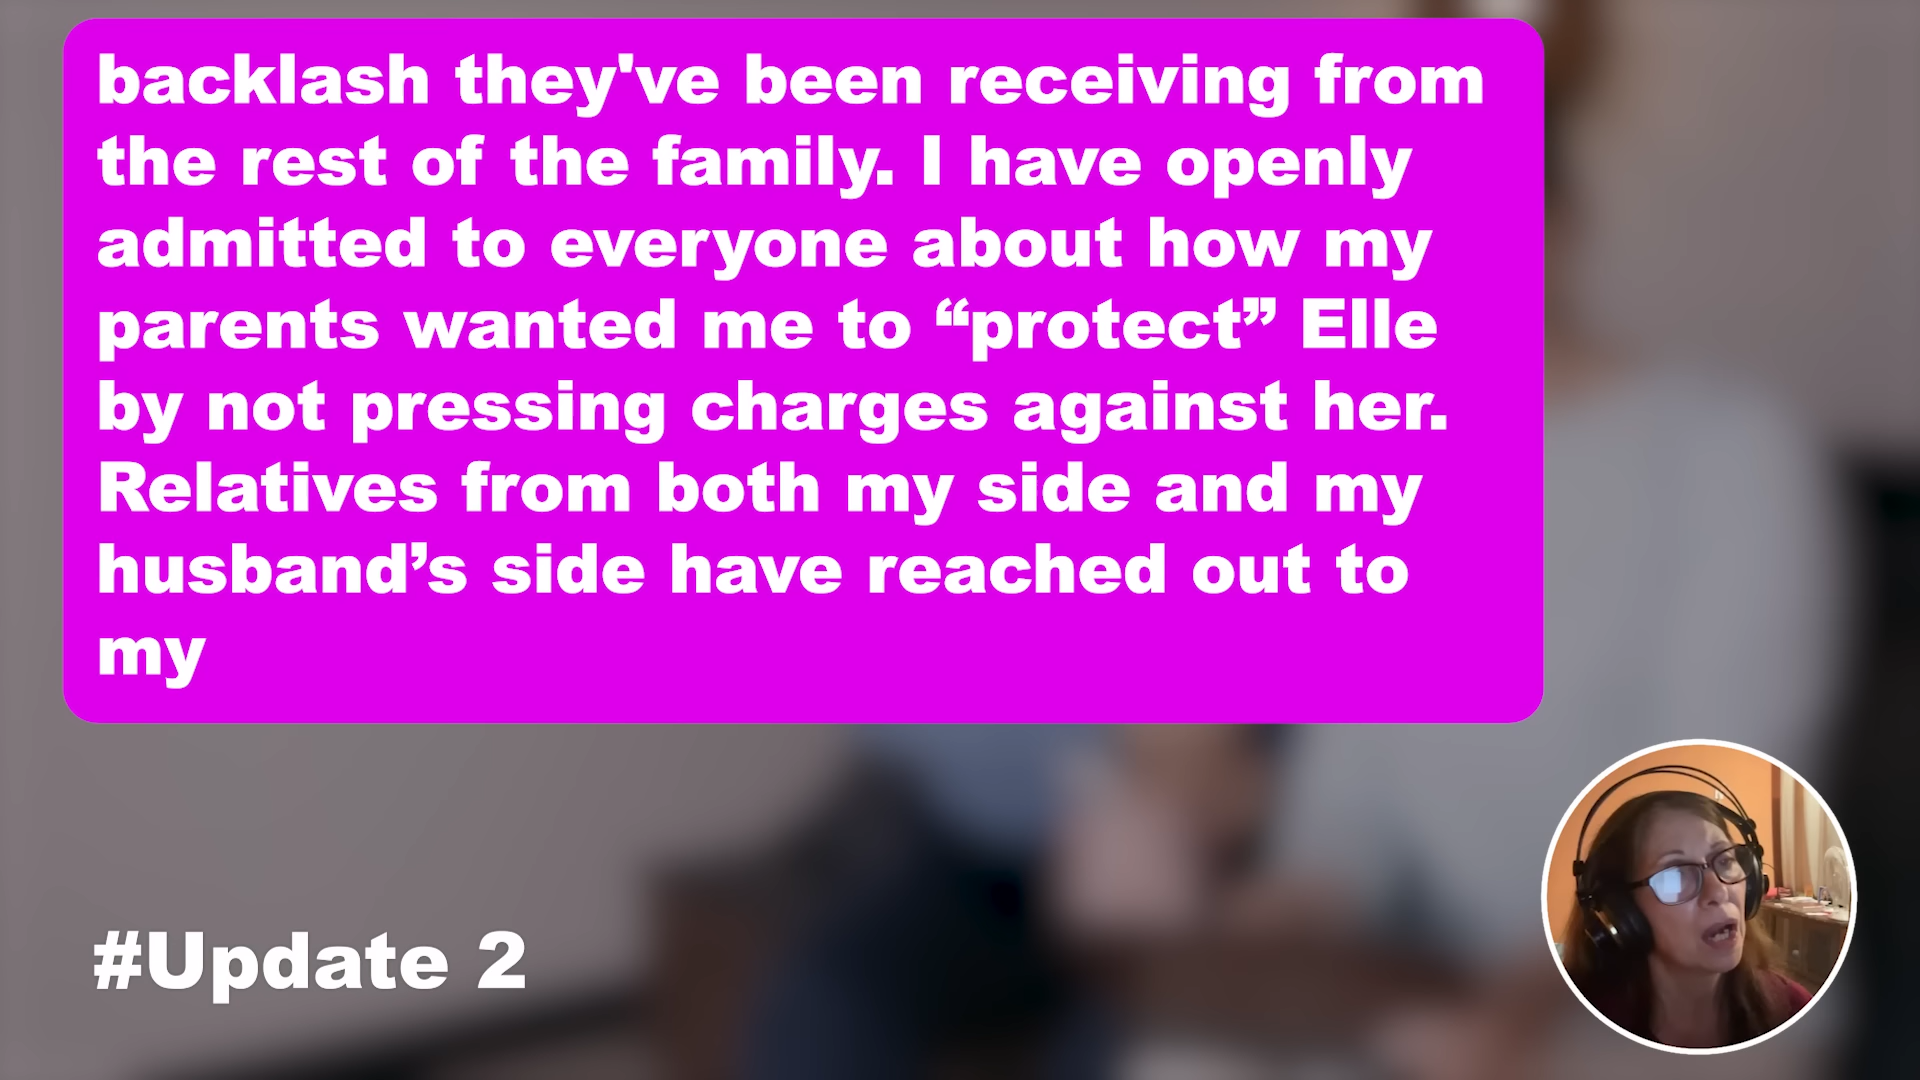 backlash they've been receiving from
the rest of the family. I have openly
admitted to everyone about how my
parents wanted me to “protect” Elle
by not pressing charges against her.
Relatives from both my side and my
husband’s side have reached out to
my
#Update 2